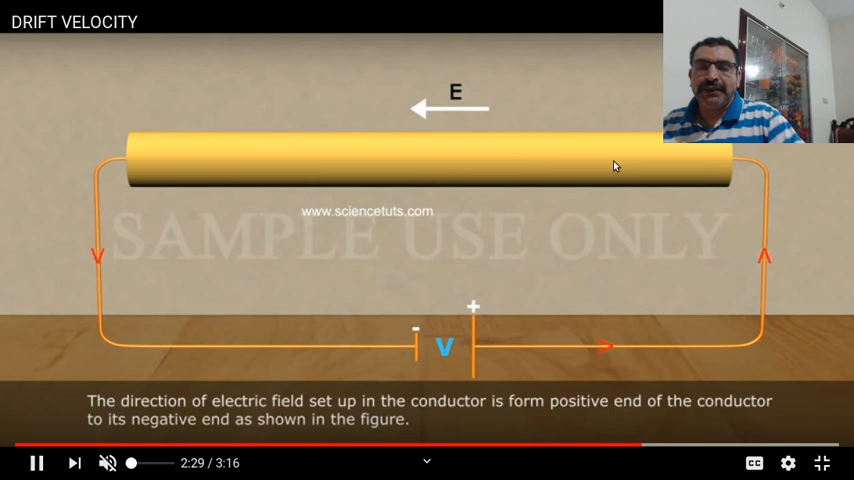 DRIFT VELOCITY
E
www.sciencetuts.com
SAMPLE USE ONLY
- V +
The direction of electric field set up in the conductor is form positive end of the conductor
to its negative end as shown in the figure.
2:29 / 3:16
CC